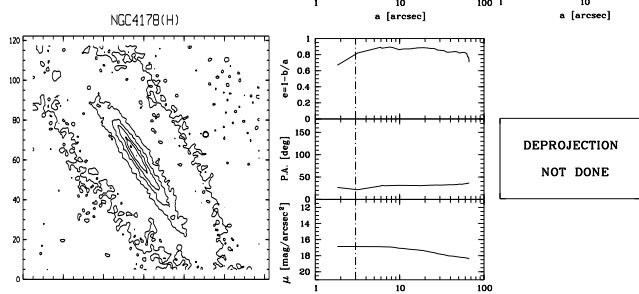 1 10 100
a [arcsec]
1
a [arcsec]
NGC4178(H)
120
100
80
60
40
20
0
1
0.8
0.6
0.4
0.2
0
e=1-b/a
150
100
50
0
P.A. [deg]
16
18
20
μ [mag/arcsec²]
1 10 100
a [arcsec]
DEPROJECTION
NOT DONE